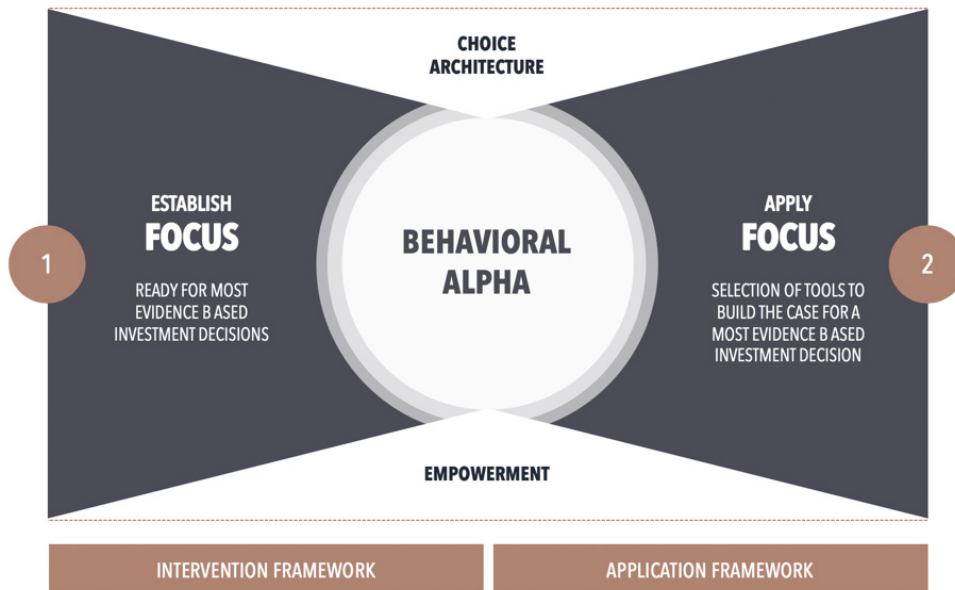 CHOICE
ARCHITECTURE
1
ESTABLISH
FOCUS
READY FOR MOST
EVIDENCE B ASED
INVESTMENT DECISIONS
BEHAVIORAL
ALPHA
APPLY
FOCUS
SELECTION OF TOOLS TO
BUILD THE CASE FOR A
MOST EVIDENCE B ASED
INVESTMENT DECISION
2
EMPOWERMENT
INTERVENTION FRAMEWORK
APPLICATION FRAMEWORK